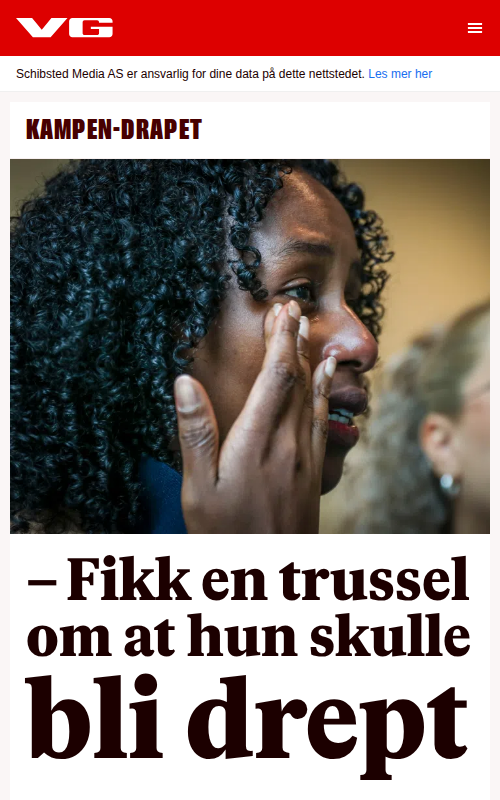 VG
Schibsted Media AS er ansvarlig for dine data på dette nettstedet. Les mer her
KAMPEN-DRAPET
– Fikk en trussel
om at hun skulle
bli drept